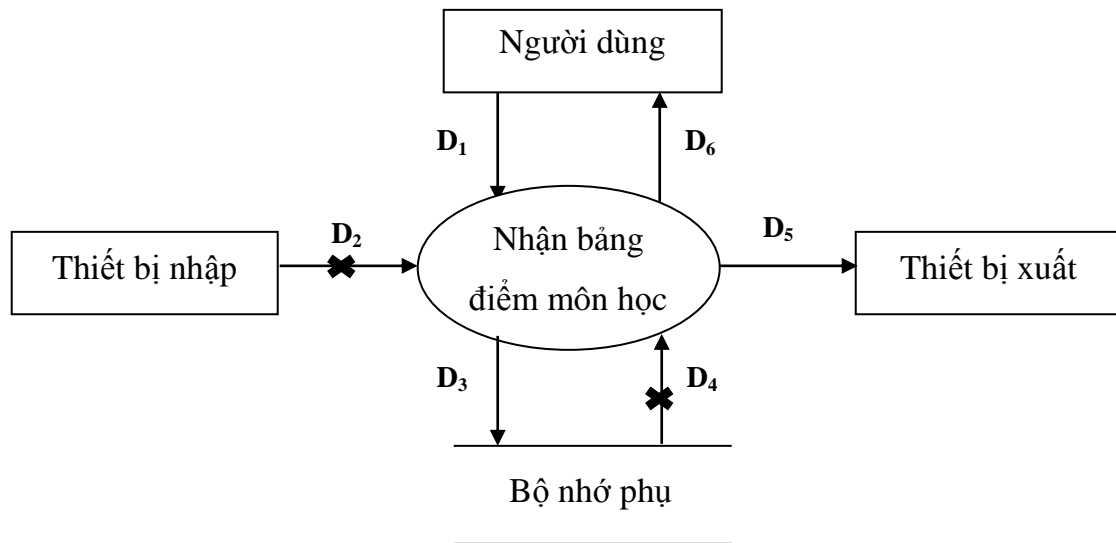 Người dùng
D₁
D₆
Thiết bị nhập
D₂
Nhận bảng
điểm môn học
D₅
Thiết bị xuất
D₃
D₄
Bộ nhớ phụ